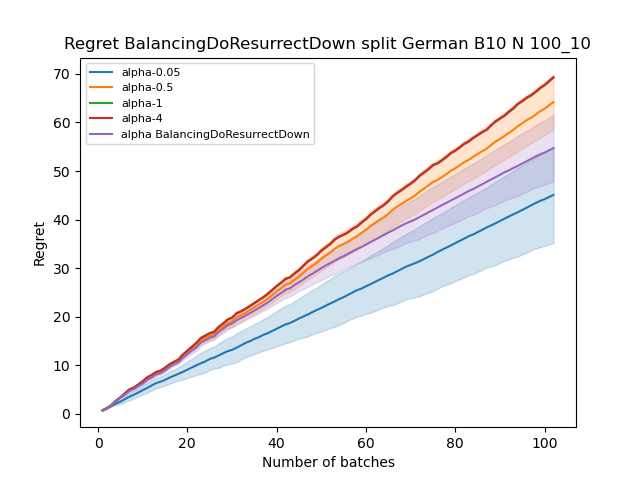 Regret BalancingDoResurrectDown split German B10 N 100_10
alpha-0.05
alpha-0.5
alpha-1
alpha-4
alpha BalancingDoResurrectDown
70
60
50
40
30
20
10
0
Regret
0 20 40 60 80 100
Number of batches